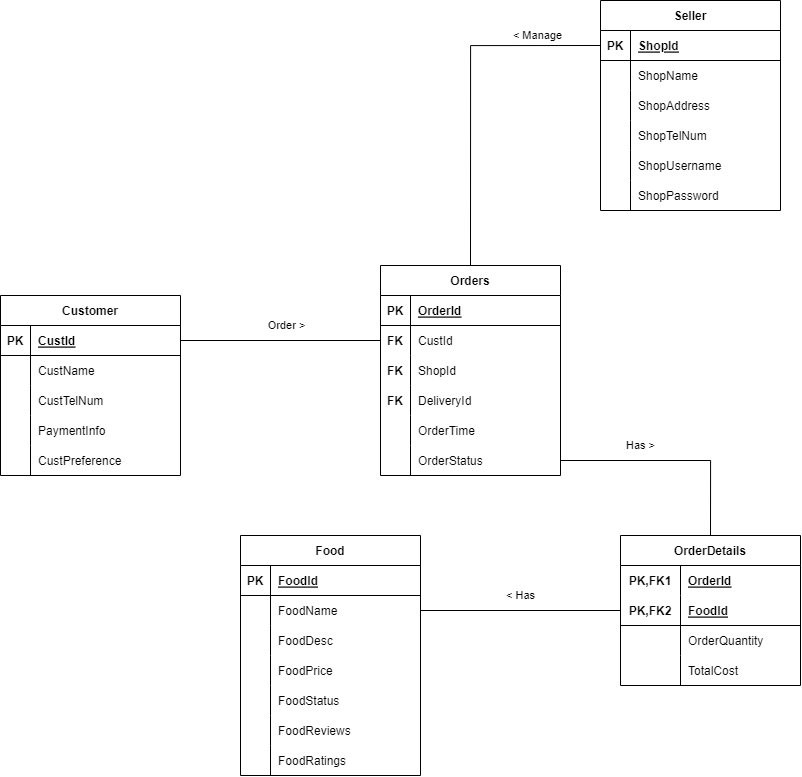 Seller
< Manage
PK ShopId
ShopName
ShopAddress
ShopTelNum
ShopUsername
ShopPassword
Orders
PK OrderId
FK CustId
FK ShopId
FK DeliveryId
OrderTime
OrderStatus
Customer
PK CustId
CustName
CustTelNum
PaymentInfo
CustPreference
Order >
Has >
Food
PK FoodId
FoodName
FoodDesc
FoodPrice
FoodStatus
FoodReviews
FoodRatings
< Has
OrderDetails
PK,FK1 OrderId
PK,FK2 FoodId
OrderQuantity
TotalCost